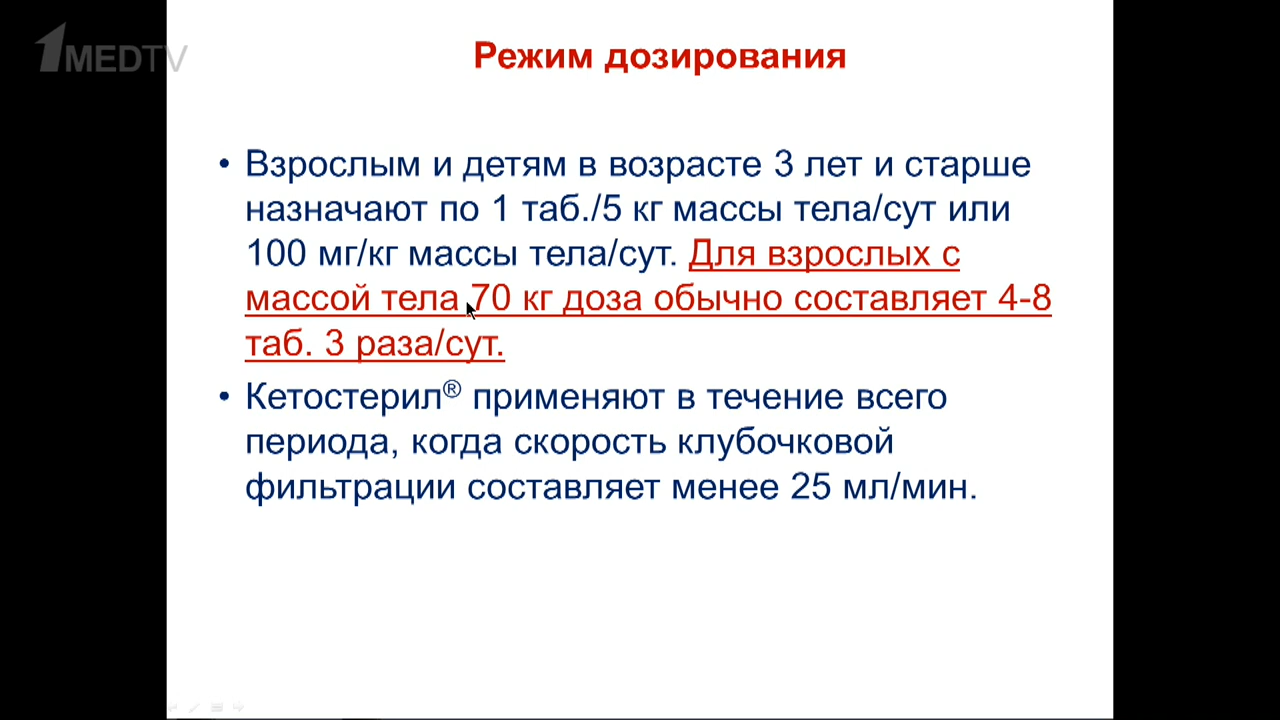 1MEDTV
Режим дозирования
• Взрослым и детям в возрасте 3 лет и старше
назначают по 1 таб./5 кг массы тела/сут или
100 мг/кг массы тела/сут. Для взрослых с
массой тела 70 кг доза обычно составляет 4-8
таб. 3 раза/сут.
• Кетостерил® применяют в течение всего
периода, когда скорость клубочковой
фильтрации составляет менее 25 мл/мин.